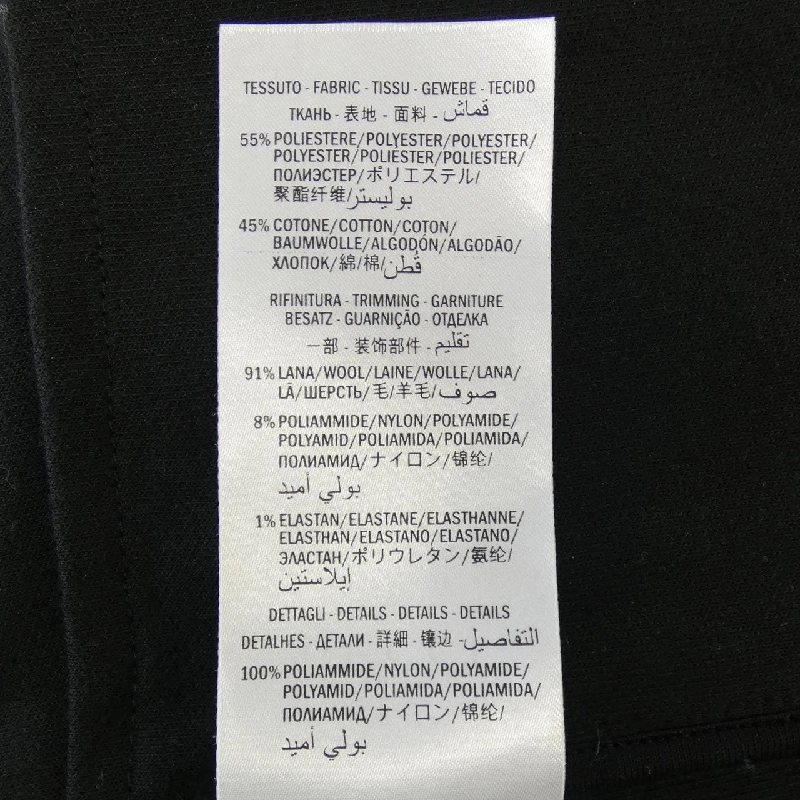 TESSUTO - FABRIC - TISSU - GEWEBE - TECIDO
ТКАНЬ - 表地 - 面料 - قماش
55% POLIESTERE/POLYESTER/POLYESTER/
POLYESTER/POLIÉSTER/POLIÉSTER/
ПОЛИЭСТЕР/ポリエステル/
聚酯纤维/بوليستر
45% COTONE/COTTON/COTON/
BAUMWOLLE/ALGODÓN/ALGODÃO/
ХЛОПОК/綿/棉/قطن
RIFINITURA - TRIMMING - GARNITURE
BESATZ - GUARNIÇÃO - ОТДЕЛКА
一部 - 装饰部件 - تقليم
91% LANA/WOOL/LAINE/WOLLE/LANA/
LÃ/ШЕРСТЬ/毛/羊毛/صوف
8% POLIAMMIDE/NYLON/POLYAMIDE/
POLYAMID/POLIAMIDA/POLIAMIDA/
ПОЛИАМИД/ナイロン/锦纶/
بولي أميد
1% ELASTAN/ELASTANE/ELASTHANNE/
ELASTHAN/ELASTANO/ELASTANO/
ЭЛАСТАН/ポリウレタン/氨纶/
إيلاستين
DETTAGLI - DETAILS - DETAILS - DETAILS
DETALHES - ДЕТАЛИ - 詳細 - 镶边 - التفاصيل
100% POLIAMMIDE/NYLON/POLYAMIDE/
POLYAMID/POLIAMIDA/POLIAMIDA/
ПОЛИАМИД/ナイロン/锦纶/
بولي أميد